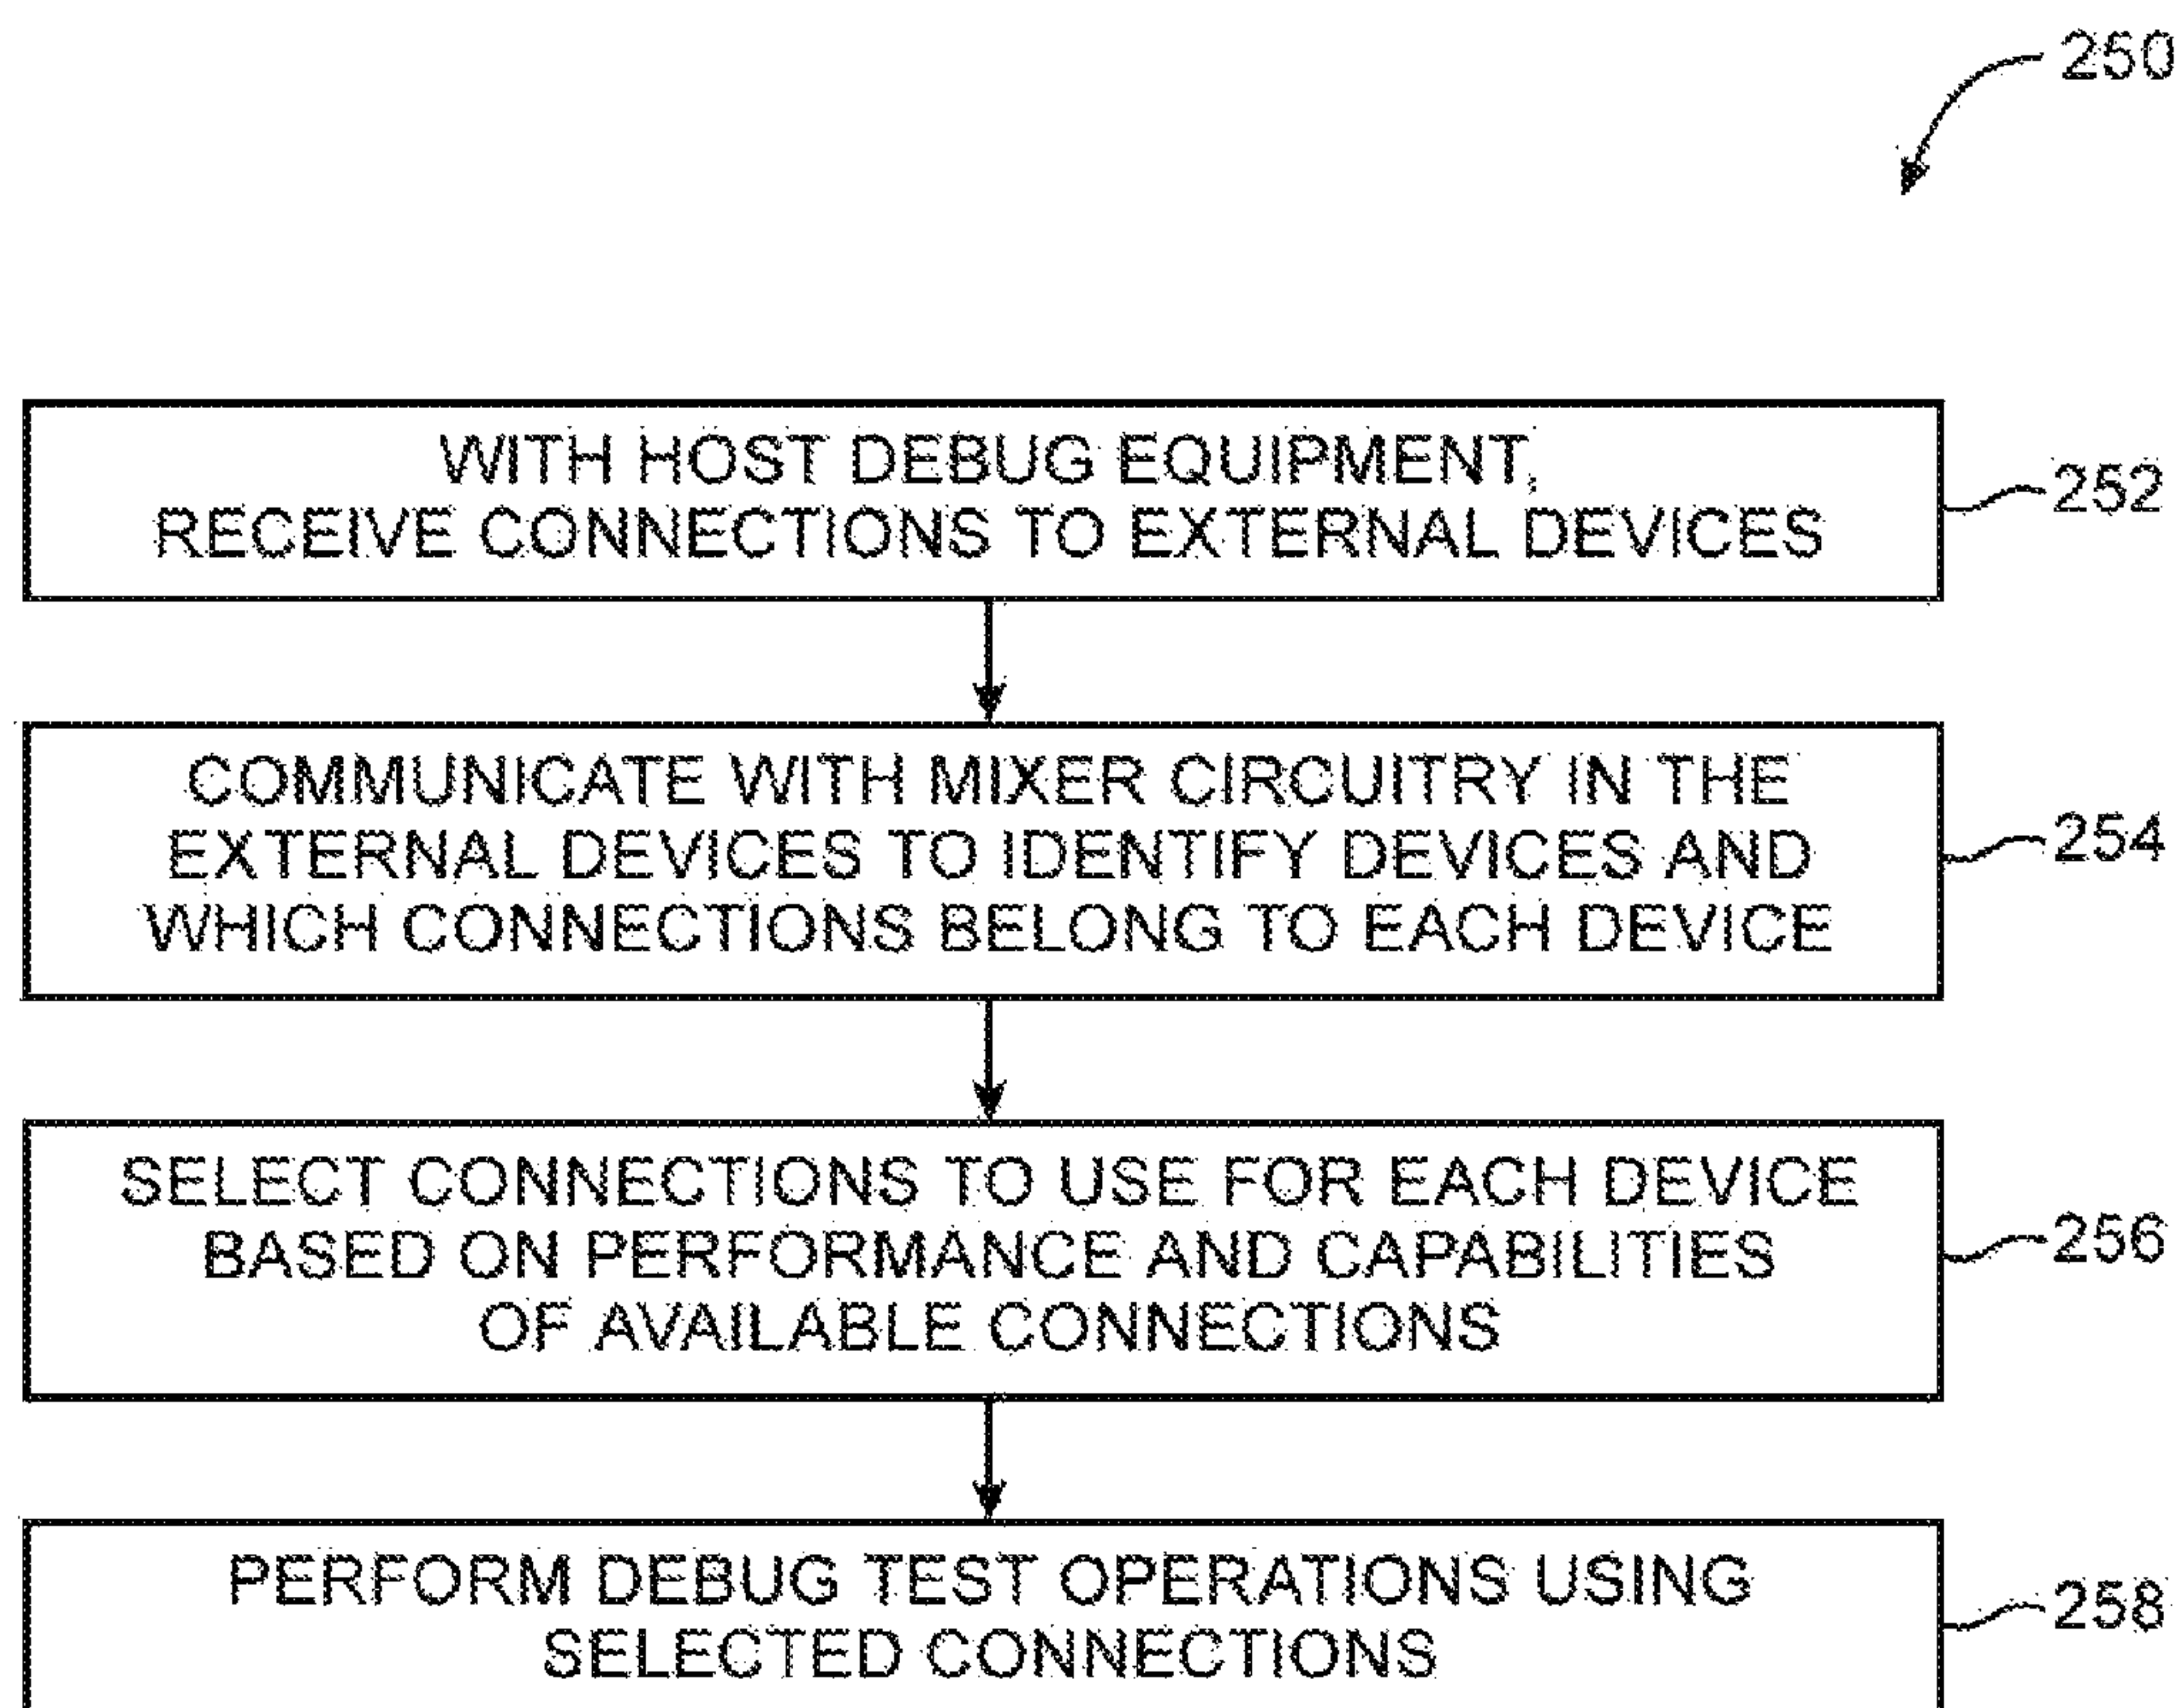 250
WITH HOST DEBUG EQUIPMENT,
RECEIVE CONNECTIONS TO EXTERNAL DEVICES
252
COMMUNICATE WITH MIXER CIRCUITRY IN THE
EXTERNAL DEVICES TO IDENTIFY DEVICES AND
WHICH CONNECTIONS BELONG TO EACH DEVICE
254
SELECT CONNECTIONS TO USE FOR EACH DEVICE
BASED ON PERFORMANCE AND CAPABILITIES
OF AVAILABLE CONNECTIONS
256
PERFORM DEBUG TEST OPERATIONS USING
SELECTED CONNECTIONS
258